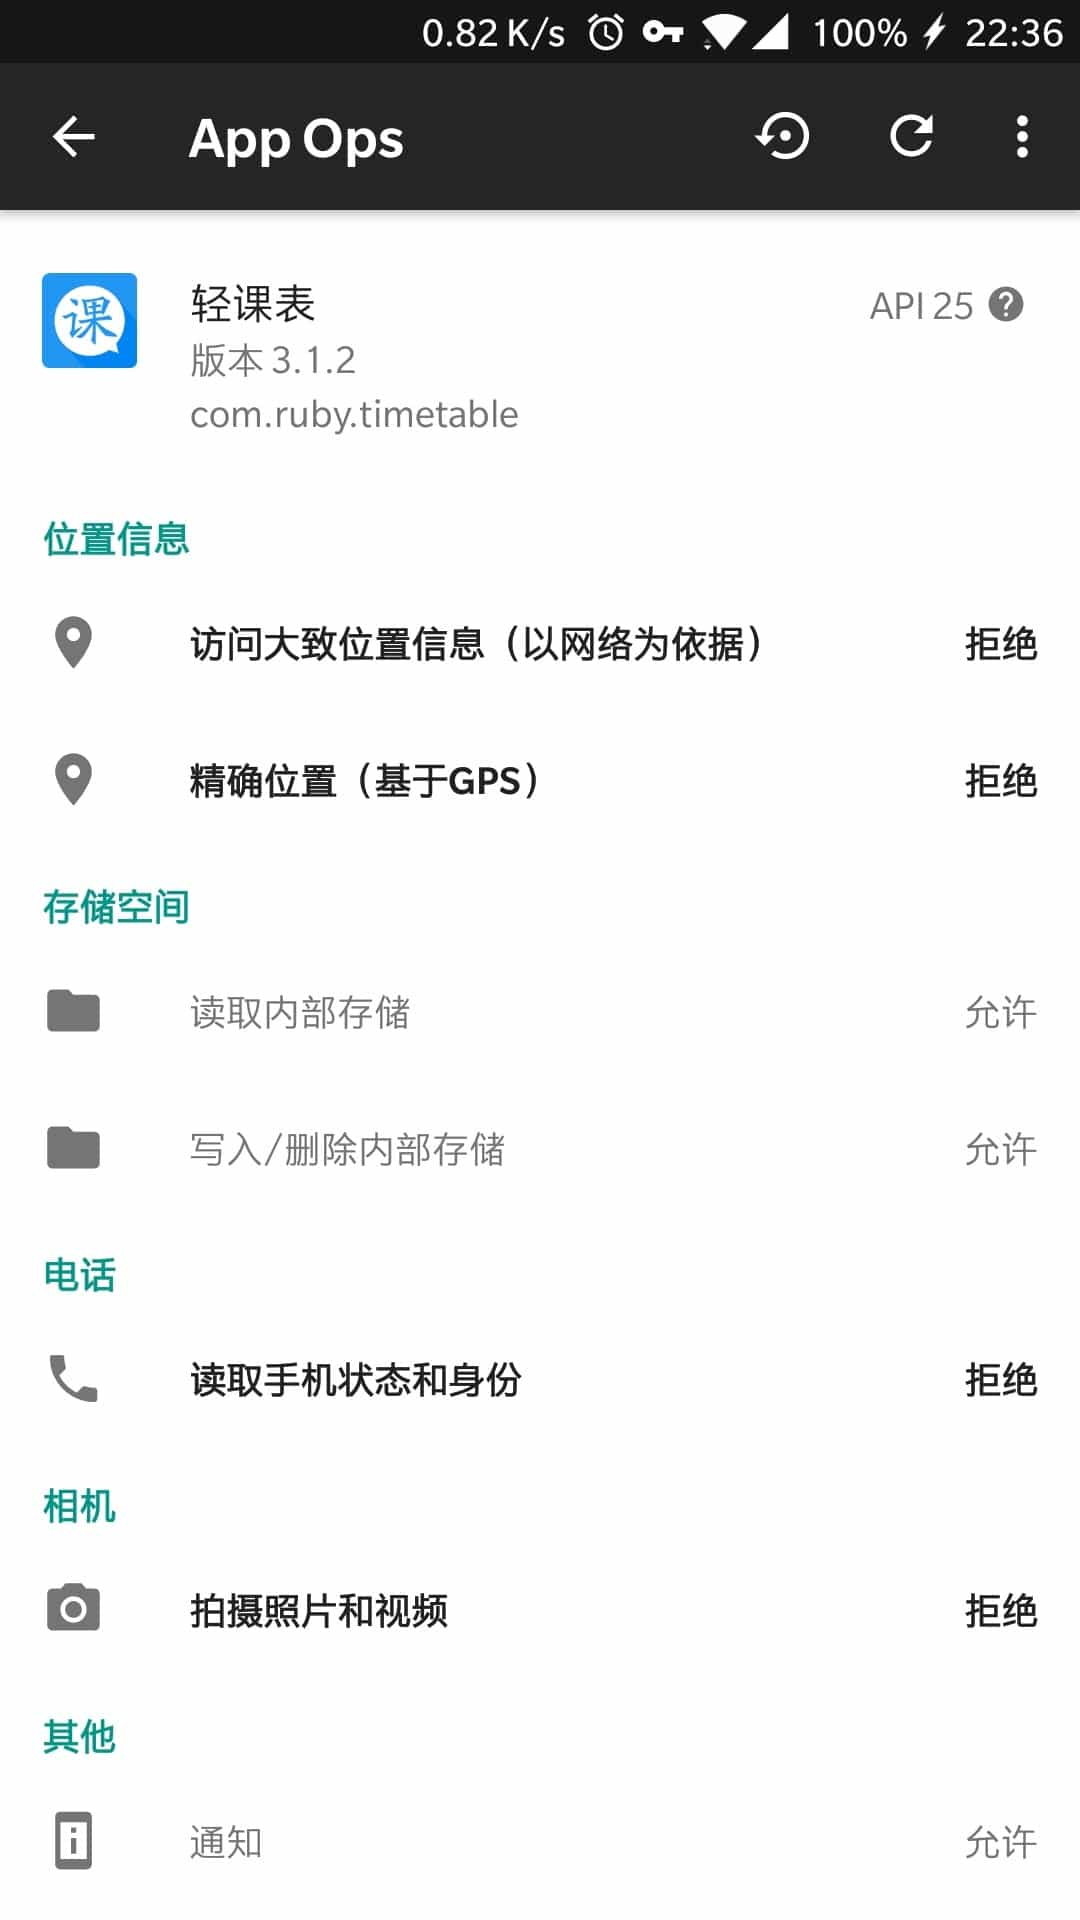 0.82 K/s 100% 22:36
App Ops
课
轻课表 API 25
版本 3.1.2
com.ruby.timetable
位置信息
访问大致位置信息（以网络为依据） 拒绝
精确位置（基于GPS） 拒绝
存储空间
读取内部存储 允许
写入/删除内部存储 允许
电话
读取手机状态和身份 拒绝
相机
拍摄照片和视频 拒绝
其他
通知 允许